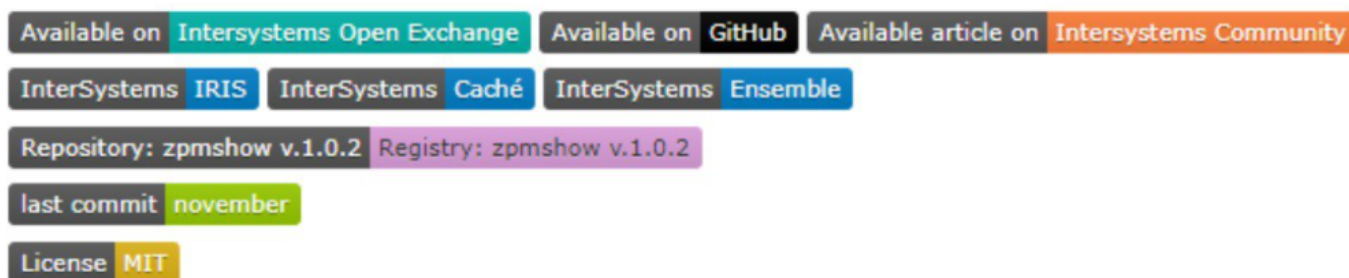 Available on Intersystems Open Exchange Available on GitHub Available article on Intersystems Community
InterSystems IRIS InterSystems Caché InterSystems Ensemble
Repository: zpmshow v.1.0.2 Registry: zpmshow v.1.0.2
last commit november
License MIT